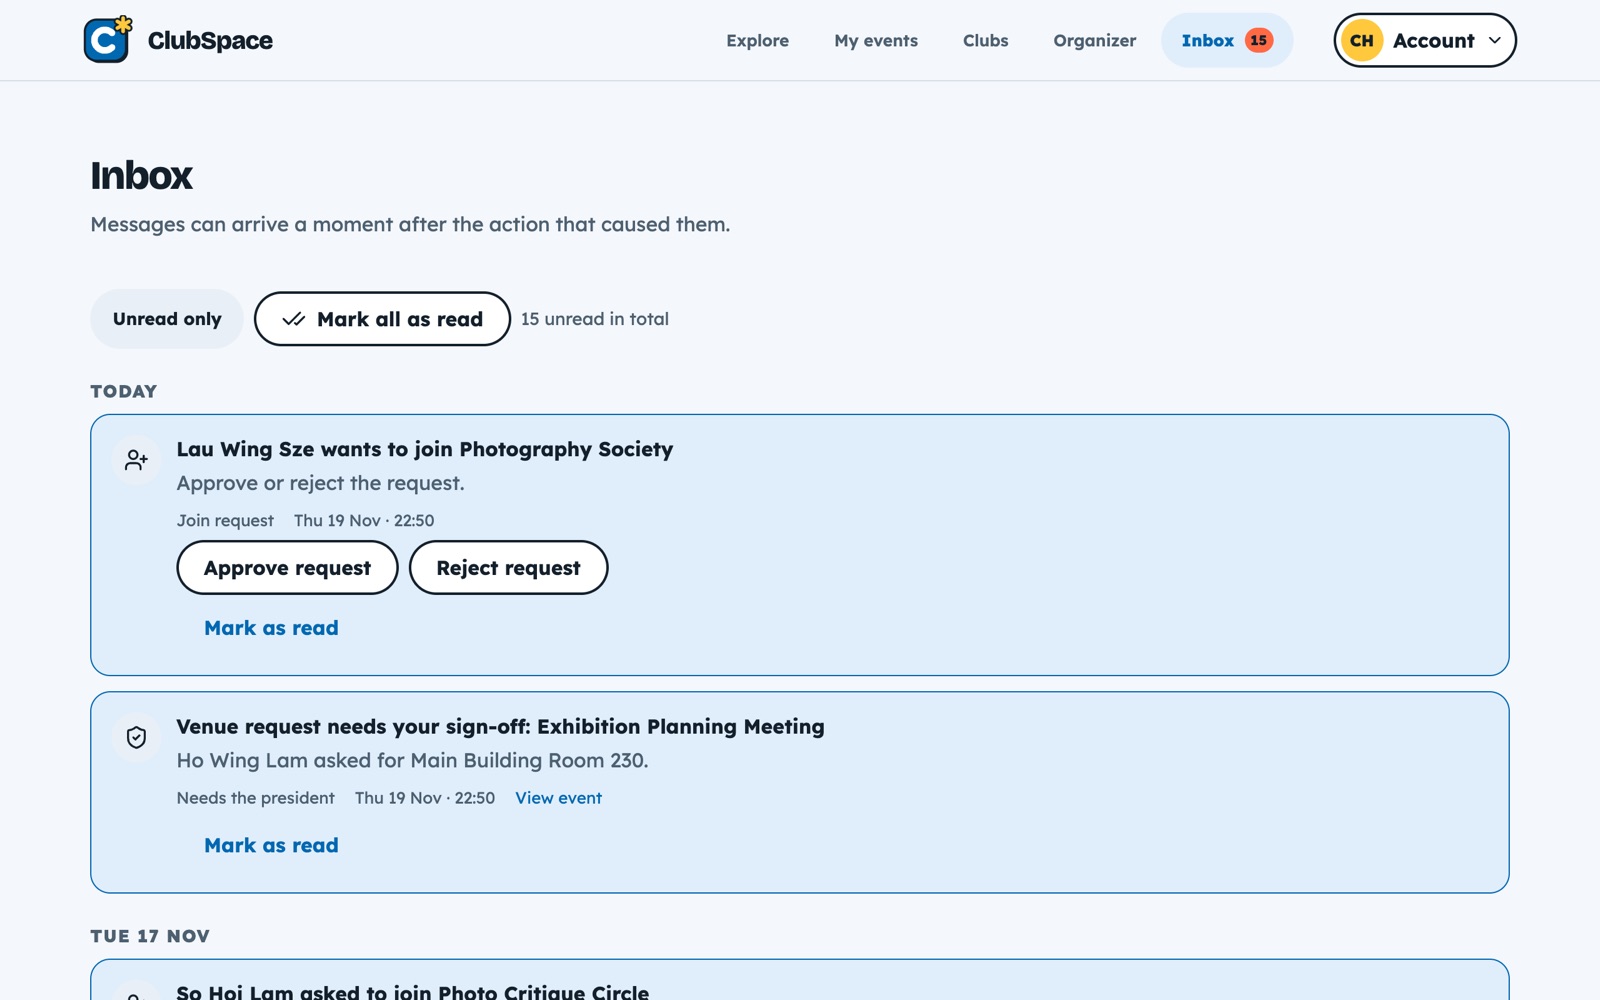 C
ClubSpace
Explore
My events
Clubs
Organizer
Inbox 15
CH Account
Inbox
Messages can arrive a moment after the action that caused them.
Unread only
Mark all as read
15 unread in total
TODAY
Lau Wing Sze wants to join Photography Society
Approve or reject the request.
Join request Thu 19 Nov · 22:50
Approve request
Reject request
Mark as read
Venue request needs your sign-off: Exhibition Planning Meeting
Ho Wing Lam asked for Main Building Room 230.
Needs the president Thu 19 Nov · 22:50 View event
Mark as read
TUE 17 NOV
So Hoi Lam asked to join Photo Critique Circle